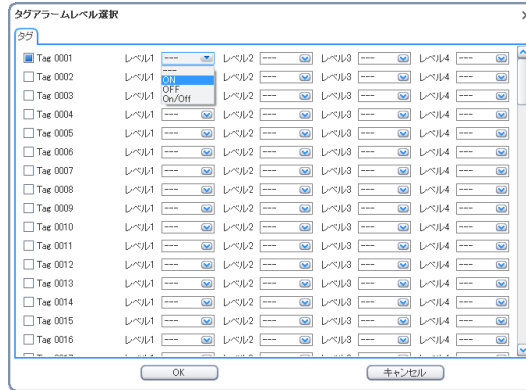 タグアラームレベル選択
タグ
Tag 0001 レベル1 --- レベル2 --- レベル3 --- レベル4 ---
---
ON
OFF
On/Off
Tag 0002 レベル2 --- レベル3 --- レベル4 ---
Tag 0003 レベル2 --- レベル3 --- レベル4 ---
Tag 0004 レベル1 --- レベル2 --- レベル3 --- レベル4 ---
Tag 0005 レベル1 --- レベル2 --- レベル3 --- レベル4 ---
Tag 0006 レベル1 --- レベル2 --- レベル3 --- レベル4 ---
Tag 0007 レベル1 --- レベル2 --- レベル3 --- レベル4 ---
Tag 0008 レベル1 --- レベル2 --- レベル3 --- レベル4 ---
Tag 0009 レベル1 --- レベル2 --- レベル3 --- レベル4 ---
Tag 0010 レベル1 --- レベル2 --- レベル3 --- レベル4 ---
Tag 0011 レベル1 --- レベル2 --- レベル3 --- レベル4 ---
Tag 0012 レベル1 --- レベル2 --- レベル3 --- レベル4 ---
Tag 0013 レベル1 --- レベル2 --- レベル3 --- レベル4 ---
Tag 0014 レベル1 --- レベル2 --- レベル3 --- レベル4 ---
Tag 0015 レベル1 --- レベル2 --- レベル3 --- レベル4 ---
Tag 0016 レベル1 --- レベル2 --- レベル3 --- レベル4 ---
OK キャンセル